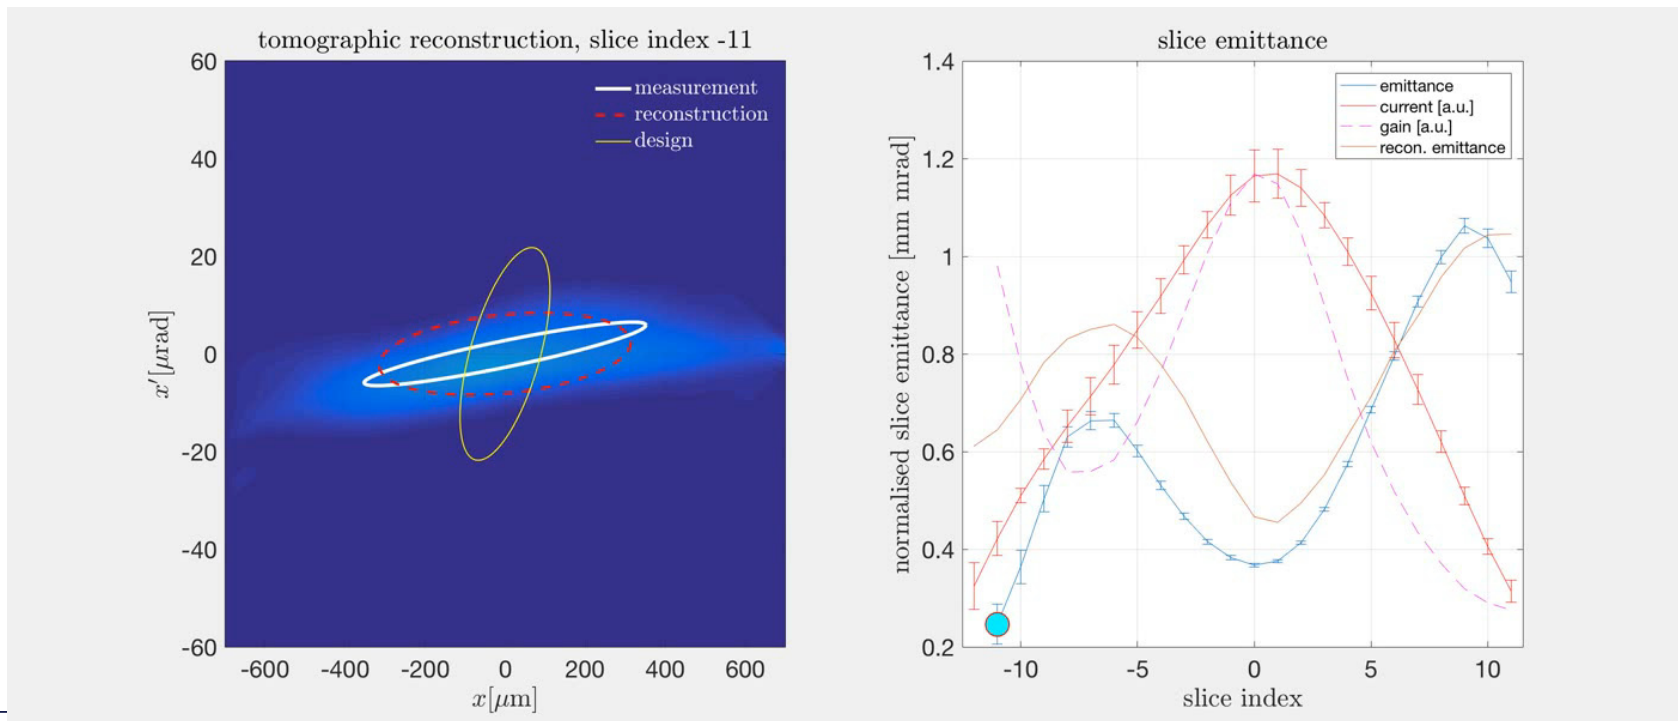 tomographic reconstruction, slice index -11
measurement
reconstruction
design
60
40
20
0
-20
-40
-60
x′[μrad]
-600
-400
-200
0
200
400
600
x[μm]
slice emittance
emittance
current [a.u.]
gain [a.u.]
recon. emittance
1.4
1.2
1
0.8
0.6
0.4
0.2
normalised slice emittance [mm mrad]
-10
-5
0
5
10
slice index